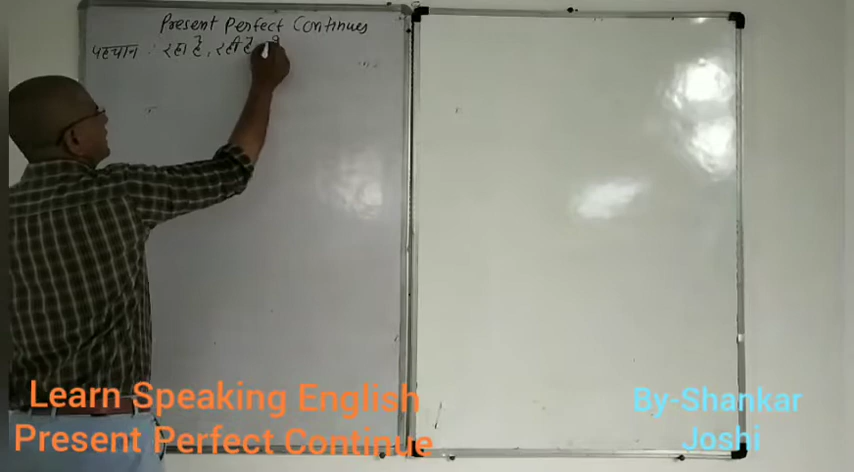 Present Perfect Continues
पहचान : रहा है, रही है
Learn Speaking English
Present Perfect Continue
By-Shankar
Joshi